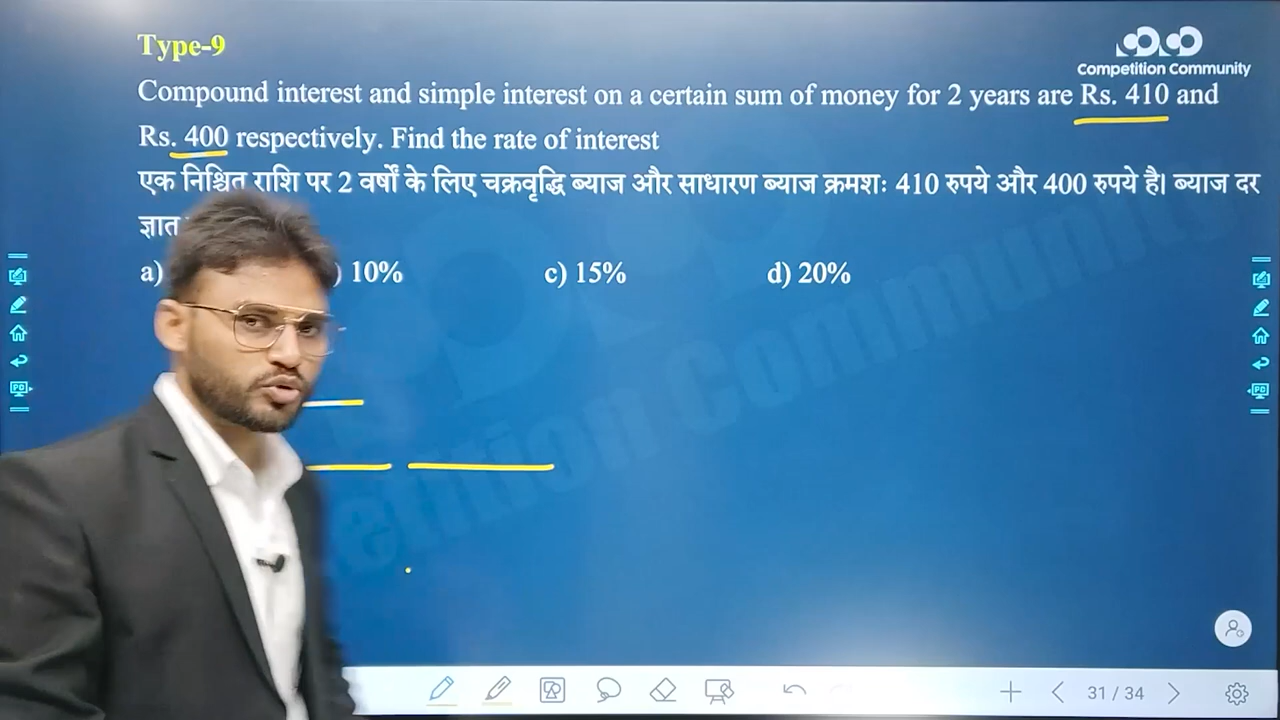 Type-9
Competition Community
Compound interest and simple interest on a certain sum of money for 2 years are Rs. 410 and
Rs. 400 respectively. Find the rate of interest
एक निश्चित राशि पर 2 वर्षों के लिए चक्रवृद्धि ब्याज और साधारण ब्याज क्रमशः 410 रुपये और 400 रुपये है। ब्याज दर
ज्ञात
a) 10% c) 15% d) 20%
Competition Community
31 / 34